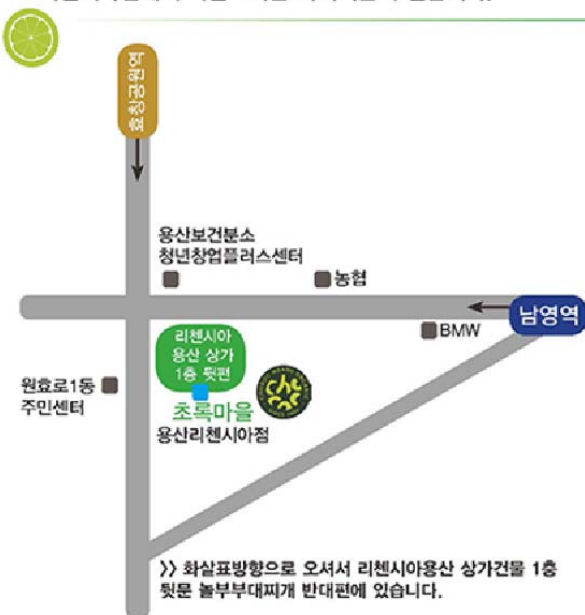 효창공원역
용산보건분소
청년창업플러스센터
농협
남영역
BMW
리첸시아
용산 상가
1층 뒷편
원효로1동
주민센터
초록마을
용산리첸시아점
>> 화살표방향으로 오셔서 리첸시아용산 상가건물 1층
뒷문 놀부부대찌개 반대편에 있습니다.